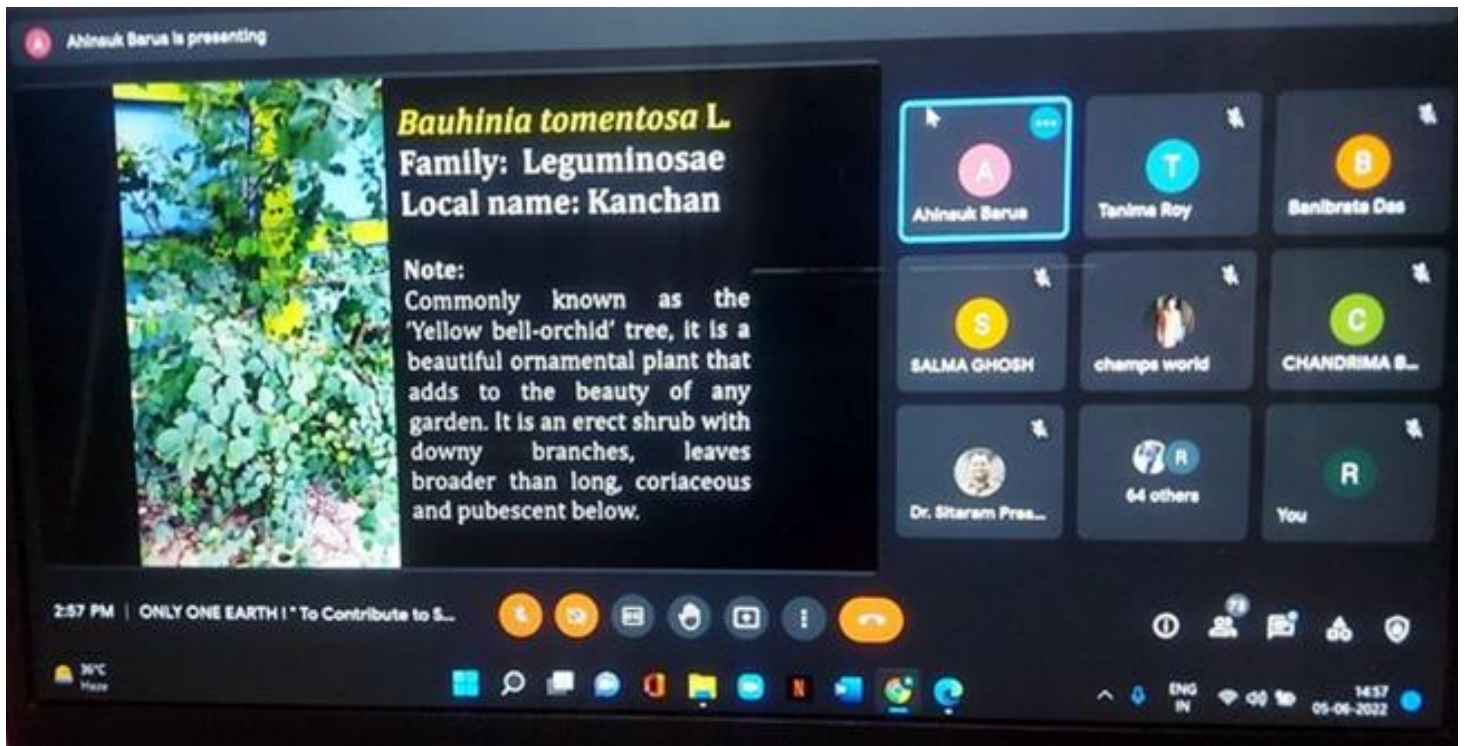 A
Ahinsuk Barua is presenting
Bauhinia tomentosa L.
Family: Leguminosae
Local name: Kanchan
Note:
Commonly known as the
'Yellow bell-orchid' tree, it is a
beautiful ornamental plant that
adds to the beauty of any
garden. It is an erect shrub with
downy branches, leaves
broader than long, coriaceous
and pubescent below.
A
Ahinsuk Barua
T
Tanima Roy
B
Banibrata Das
S
SALMA GHOSH
champs world
C
CHANDRIMA B...
Dr. Sitaram Pras...
R
64 others
R
You
2:57 PM | ONLY ONE EARTH ! " To Contribute to S...
73
36°C
Haze
N
ENG
IN
14:57
05-06-2022